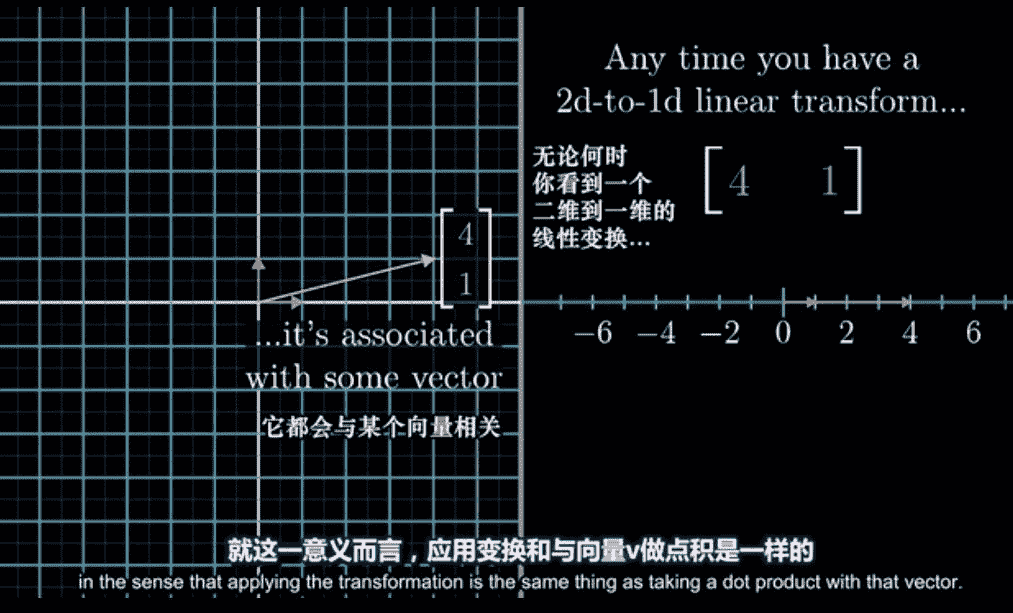 Any time you have a
2d-to-1d linear transform...
无论何时
你看到一个
二维到一维的
线性变换...
4 1
4
1
−6 −4 −2 0 2 4 6
...it's associated
with some vector
它都会与某个向量相关
就这一意义而言，应用变换和与向量v做点积是一样的
in the sense that applying the transformation is the same thing as taking a dot product with that vector.